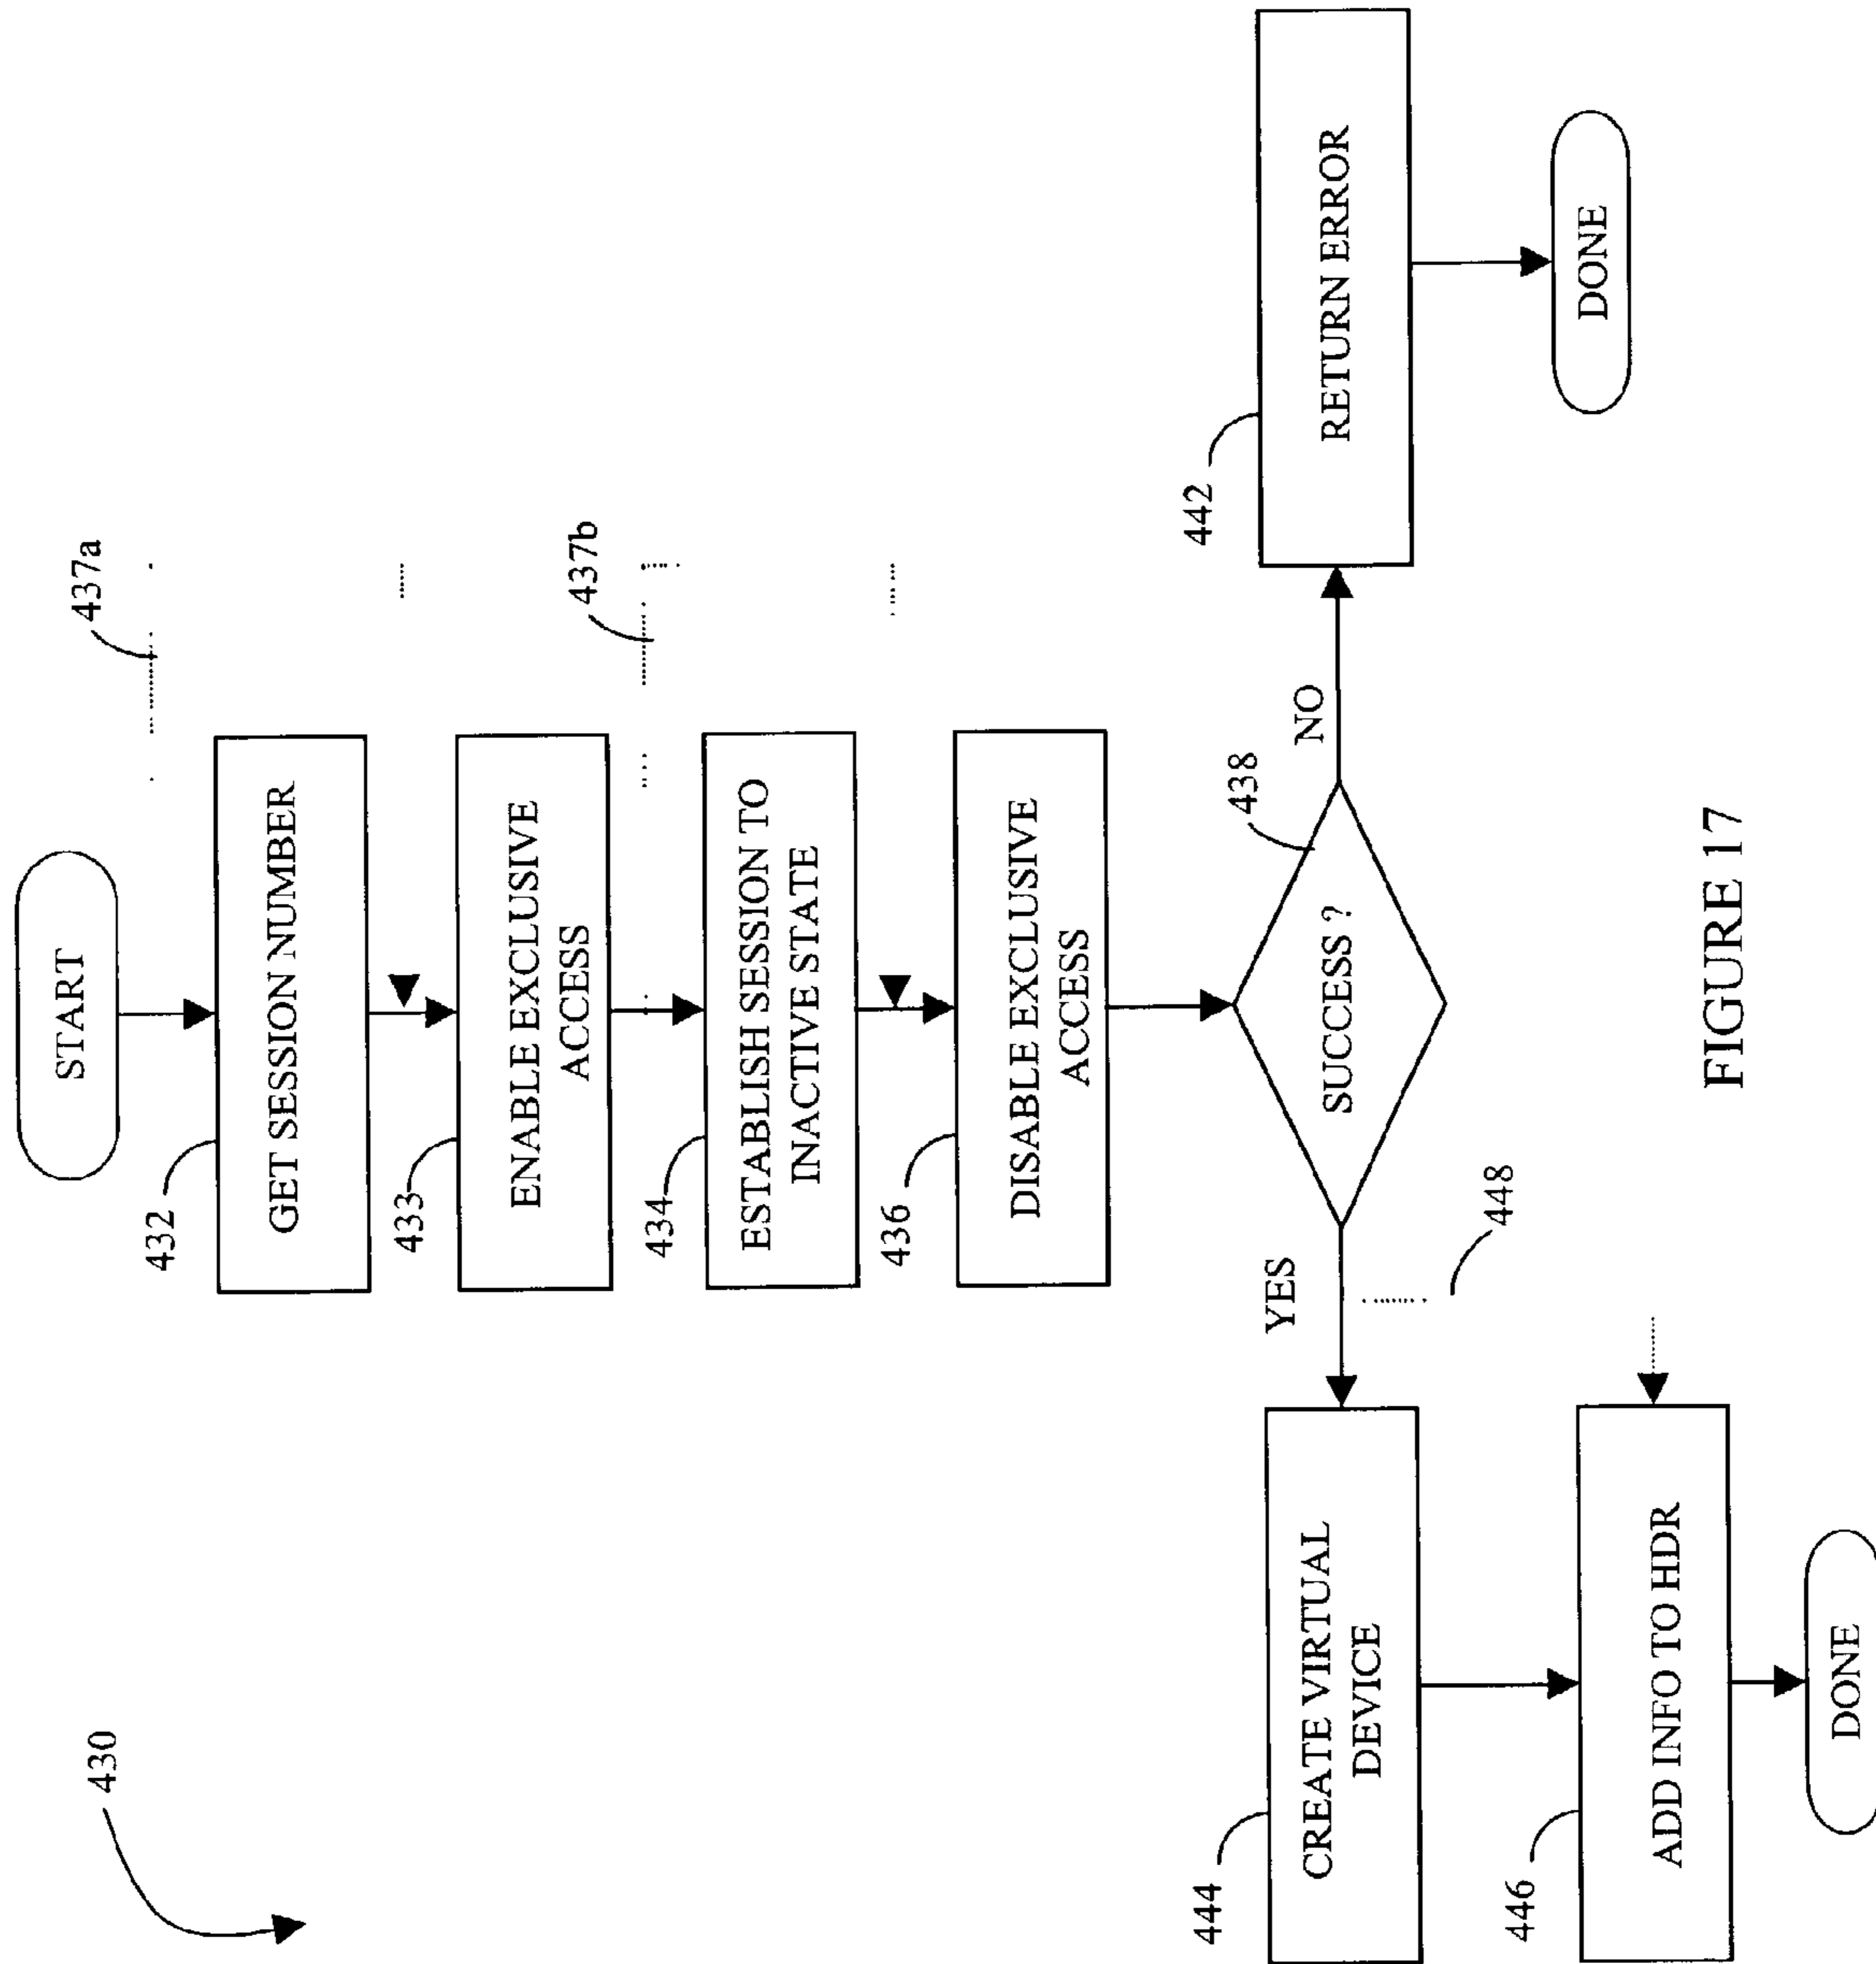 430
START
437a
432
GET SESSION NUMBER
433
ENABLE EXCLUSIVE
ACCESS
437b
434
ESTABLISH SESSION TO
INACTIVE STATE
436
DISABLE EXCLUSIVE
ACCESS
438
SUCCESS ?
YES
NO
448
442
RETURN ERROR
DONE
444
CREATE VIRTUAL
DEVICE
446
ADD INFO TO HDR
DONE
FIGURE 17